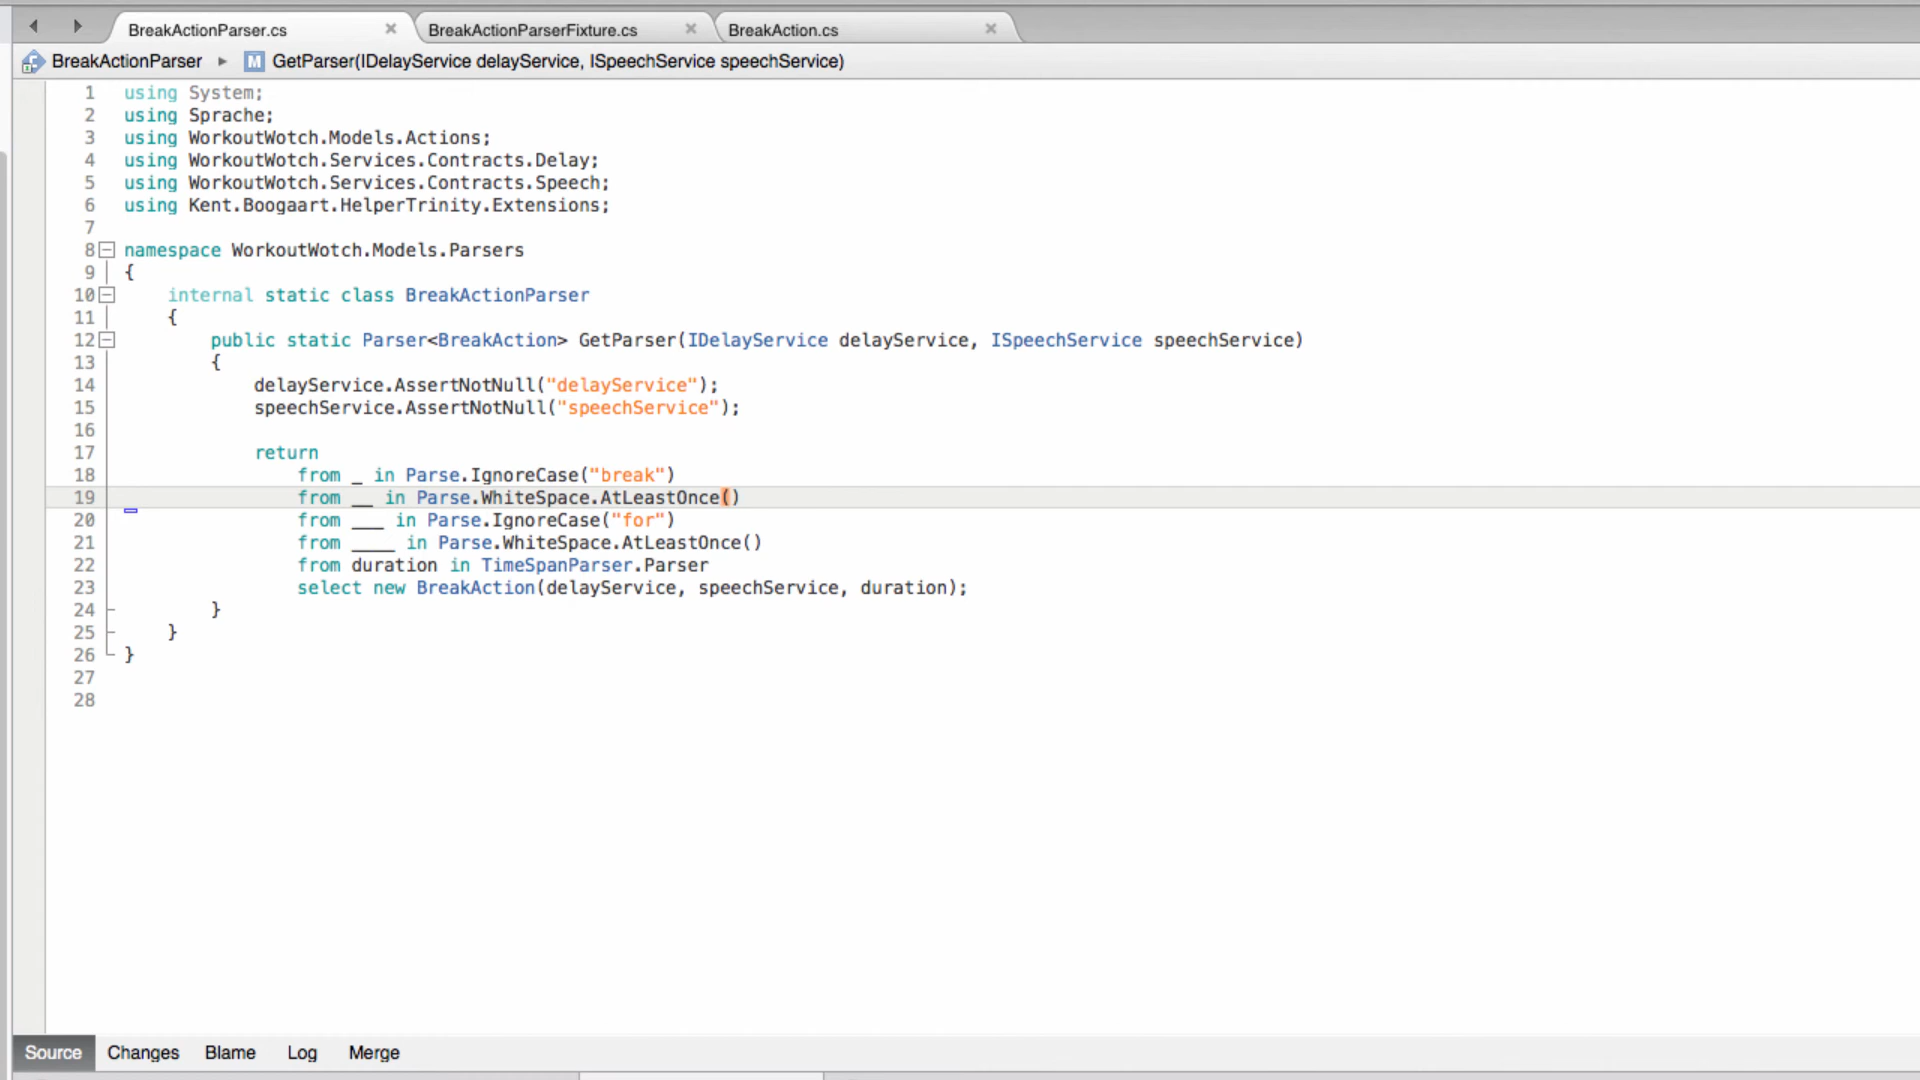 BreakActionParser.cs BreakActionParserFixture.cs BreakAction.cs
BreakActionParser M GetParser(IDelayService delayService, ISpeechService speechService)
1 using System;
2 using Sprache;
3 using WorkoutWotch.Models.Actions;
4 using WorkoutWotch.Services.Contracts.Delay;
5 using WorkoutWotch.Services.Contracts.Speech;
6 using Kent.Boogaart.HelperTrinity.Extensions;
7
8 namespace WorkoutWotch.Models.Parsers
9 {
10 internal static class BreakActionParser
11 {
12 public static Parser<BreakAction> GetParser(IDelayService delayService, ISpeechService speechService)
13 {
14 delayService.AssertNotNull("delayService");
15 speechService.AssertNotNull("speechService");
16
17 return
18 from _ in Parse.IgnoreCase("break")
19 from __ in Parse.WhiteSpace.AtLeastOnce()
20 from ___ in Parse.IgnoreCase("for")
21 from ____ in Parse.WhiteSpace.AtLeastOnce()
22 from duration in TimeSpanParser.Parser
23 select new BreakAction(delayService, speechService, duration);
24 }
25 }
26 }
27
28
Source Changes Blame Log Merge